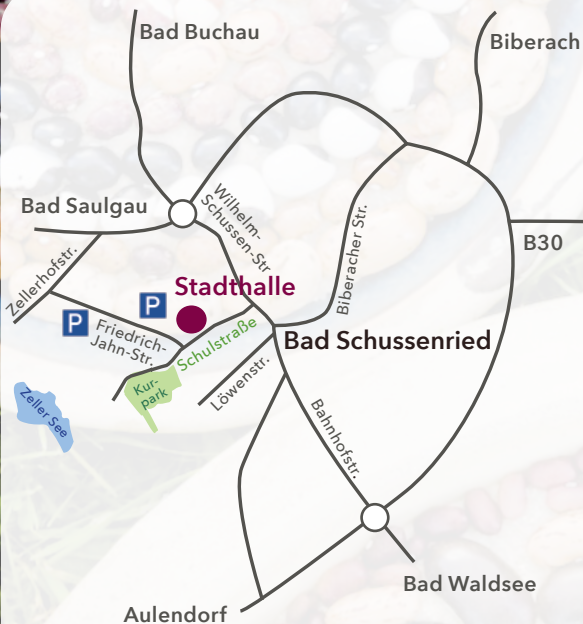 Bad Buchau
Biberach
Bad Saulgau
Wilhelm-
Schussen-Str
B30
Zellerhofstr.
Biberacher Str.
Stadthalle
P
P
Friedrich-
Jahn-Str.
Schulstraße
Bad Schussenried
Kur-
park
Löwenstr.
Zeller See
Bahnhofstr.
Bad Waldsee
Aulendorf